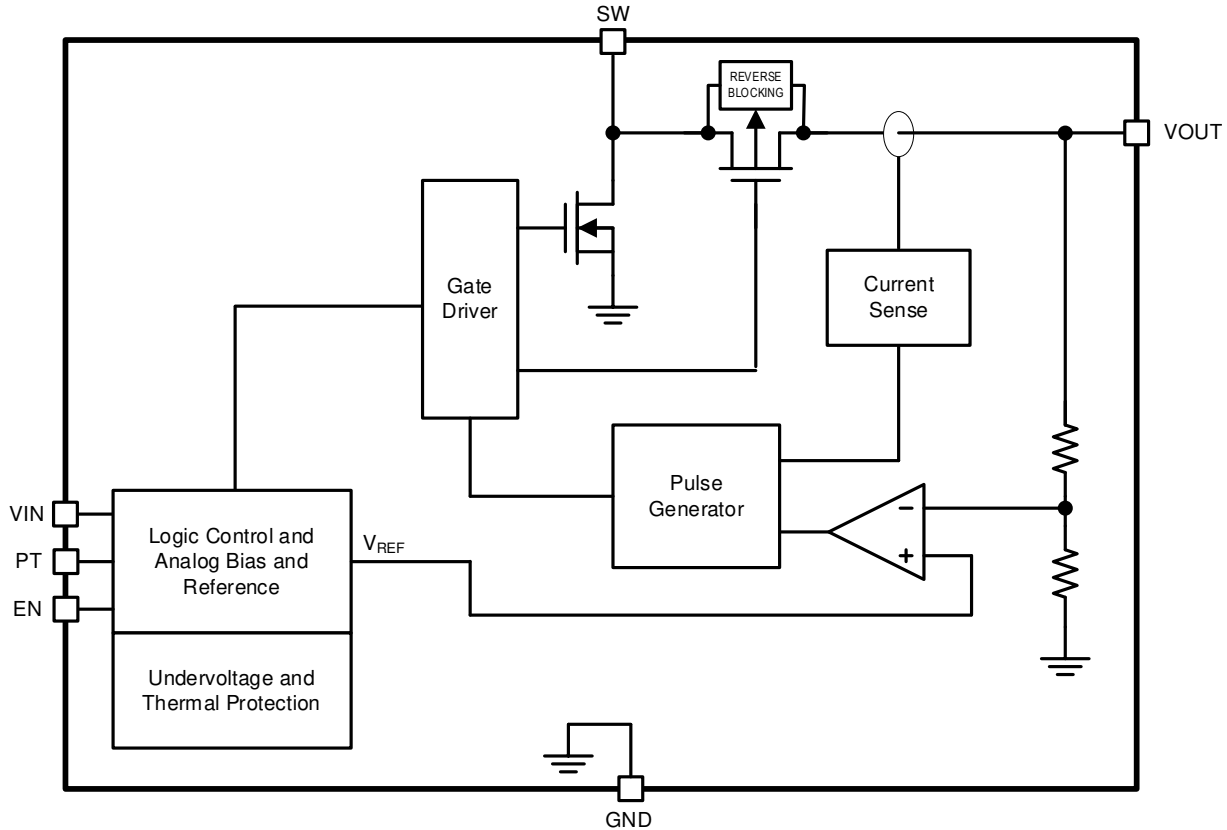 SW
REVERSE
BLOCKING
VOUT
Gate
Driver
Current
Sense
Pulse
Generator
VIN
PT
EN
Logic Control and
Analog Bias and
Reference
VREF
−
+
Undervoltage and
Thermal Protection
GND